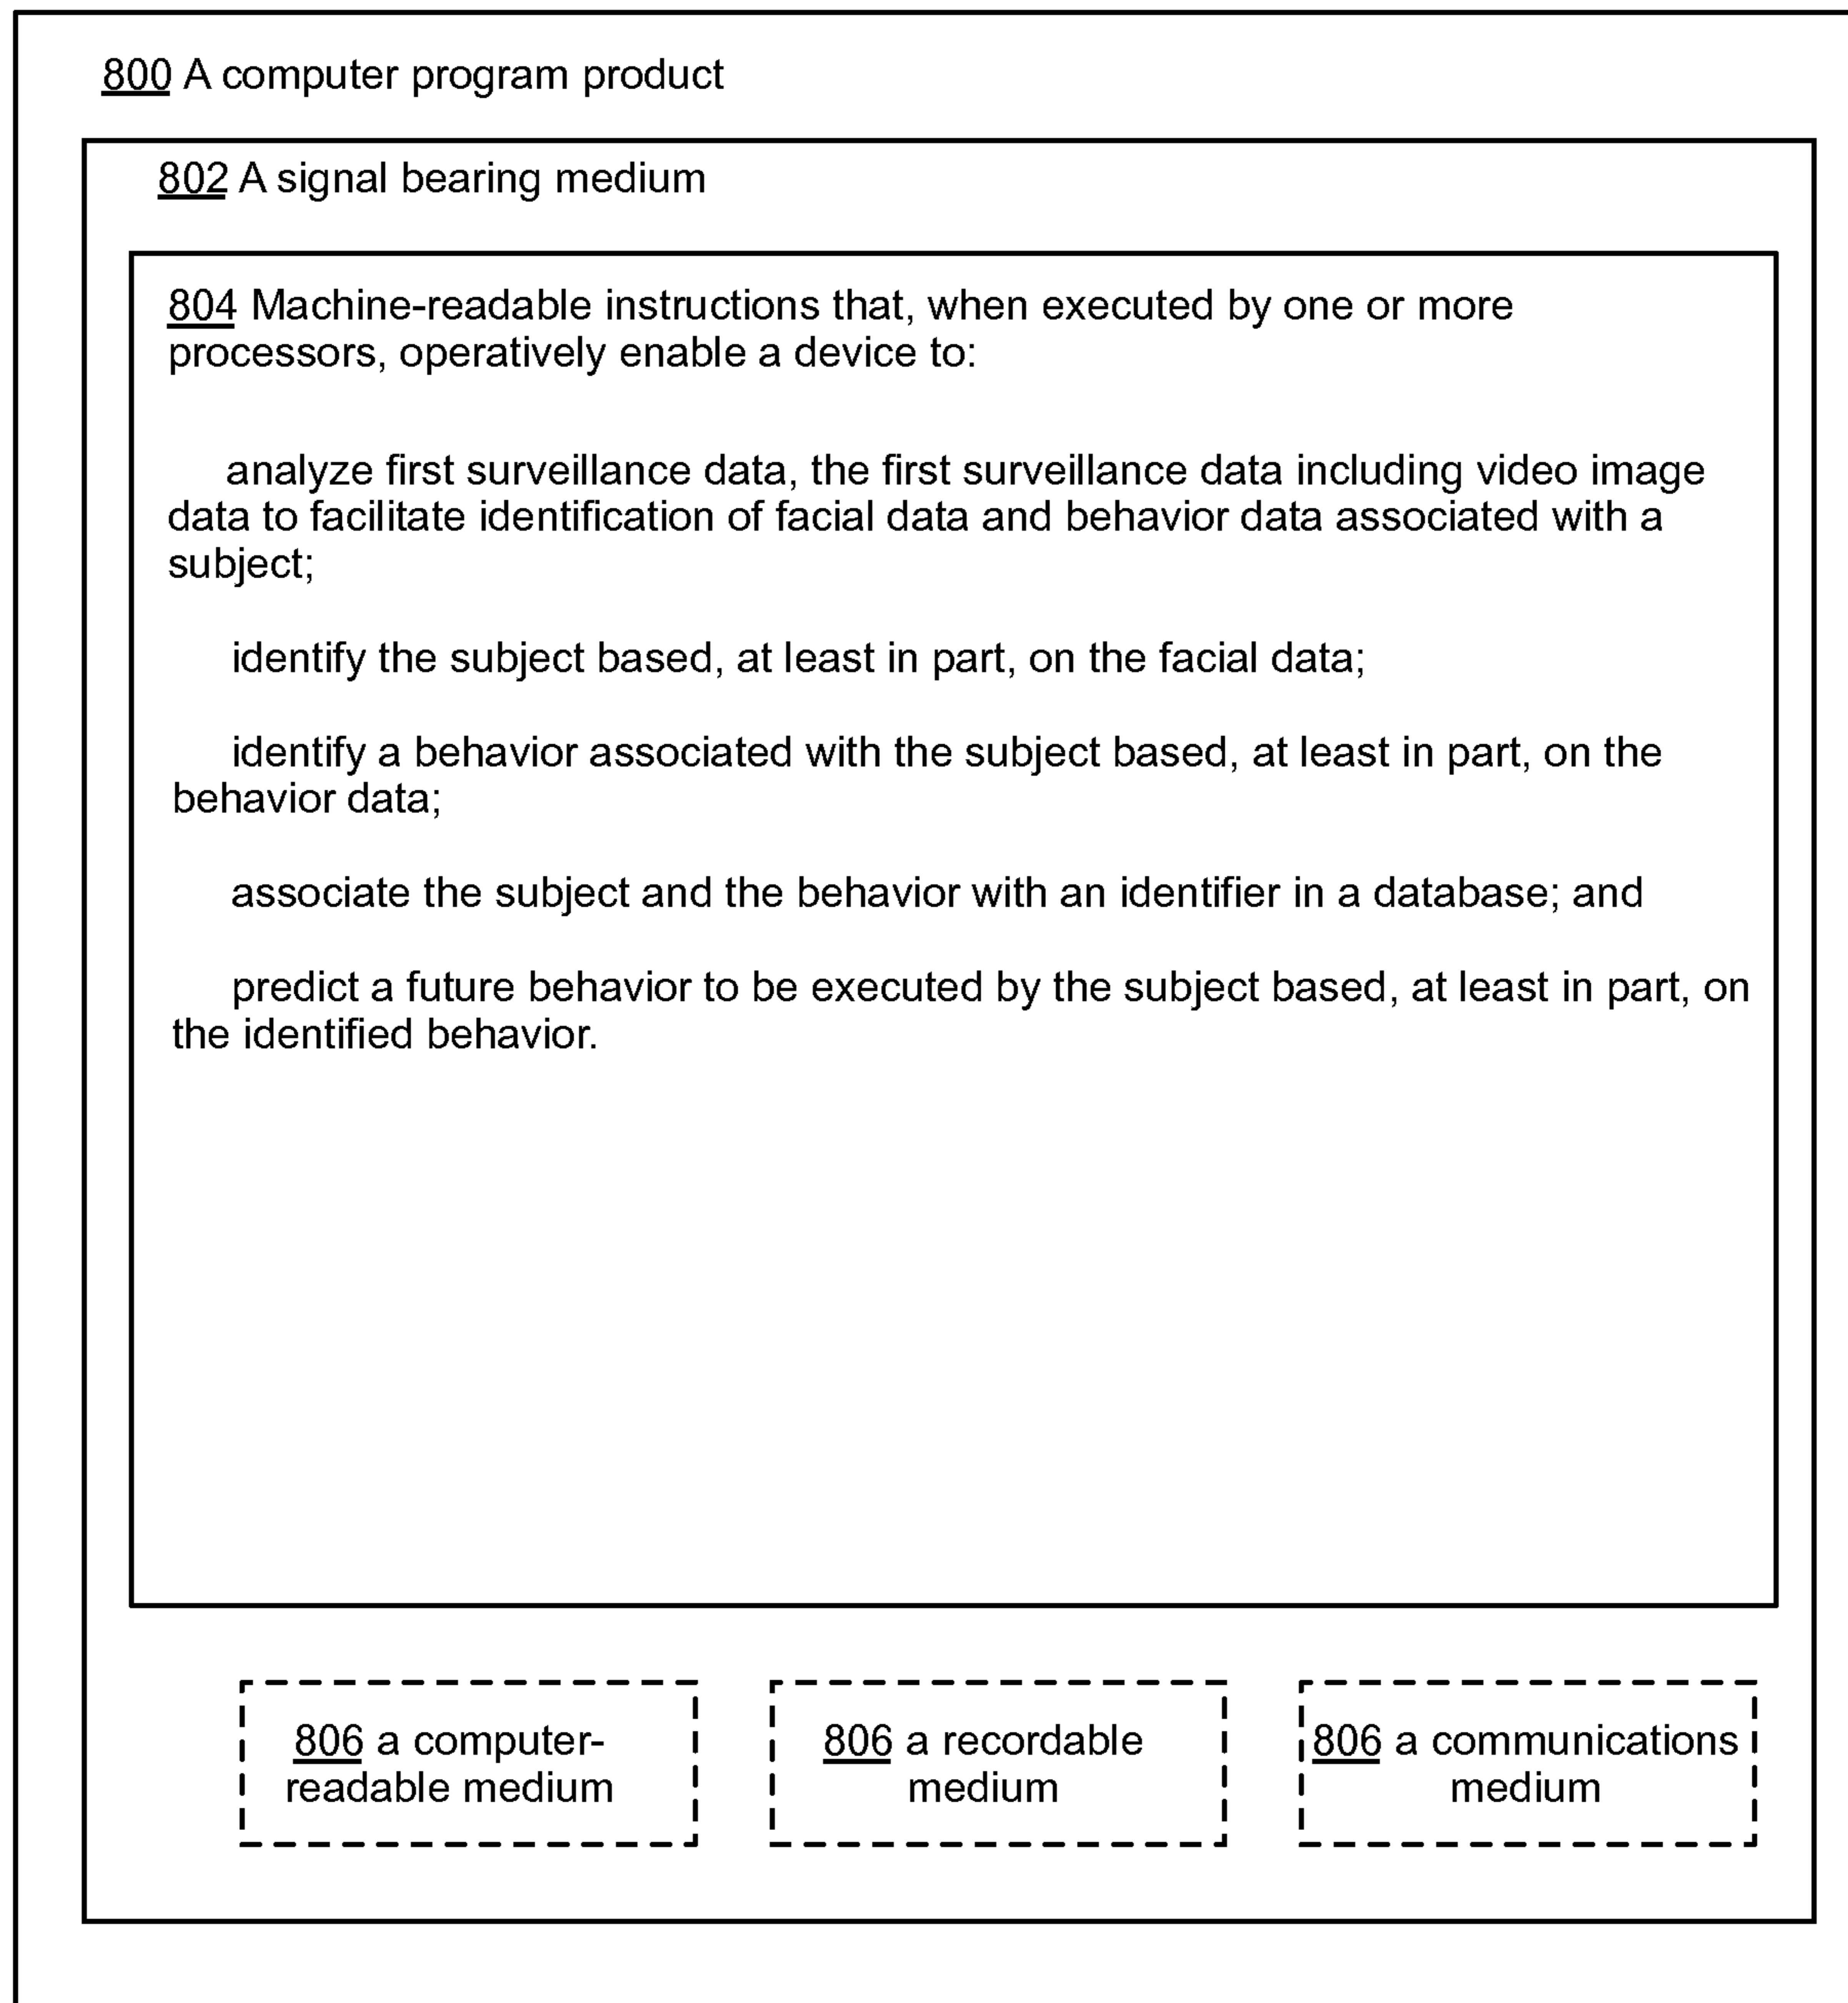 800 A computer program product
802 A signal bearing medium
804 Machine-readable instructions that, when executed by one or more
processors, operatively enable a device to:
analyze first surveillance data, the first surveillance data including video image
data to facilitate identification of facial data and behavior data associated with a
subject;
identify the subject based, at least in part, on the facial data;
identify a behavior associated with the subject based, at least in part, on the
behavior data;
associate the subject and the behavior with an identifier in a database; and
predict a future behavior to be executed by the subject based, at least in part, on
the identified behavior.
806 a computer-
readable medium
806 a recordable
medium
806 a communications
medium